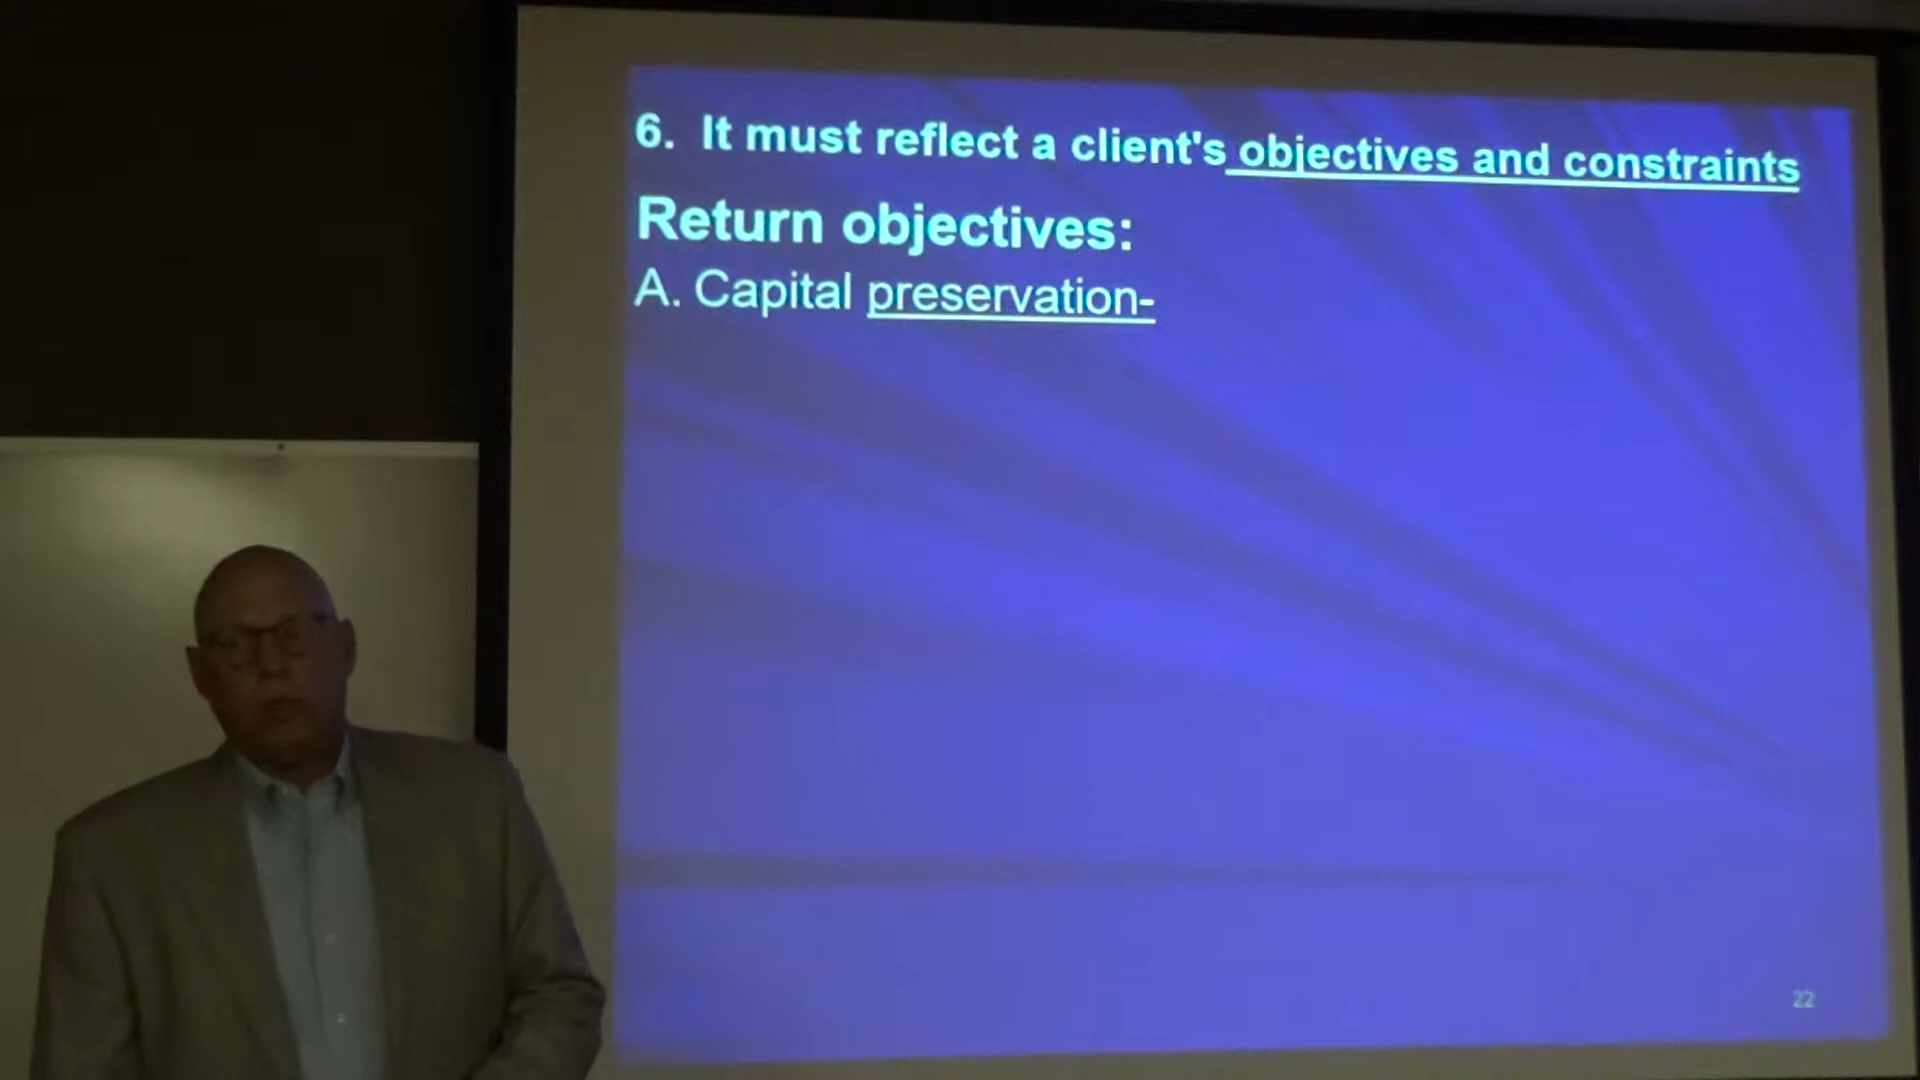 6. It must reflect a client's objectives and constraints
Return objectives:
A. Capital preservation-
22